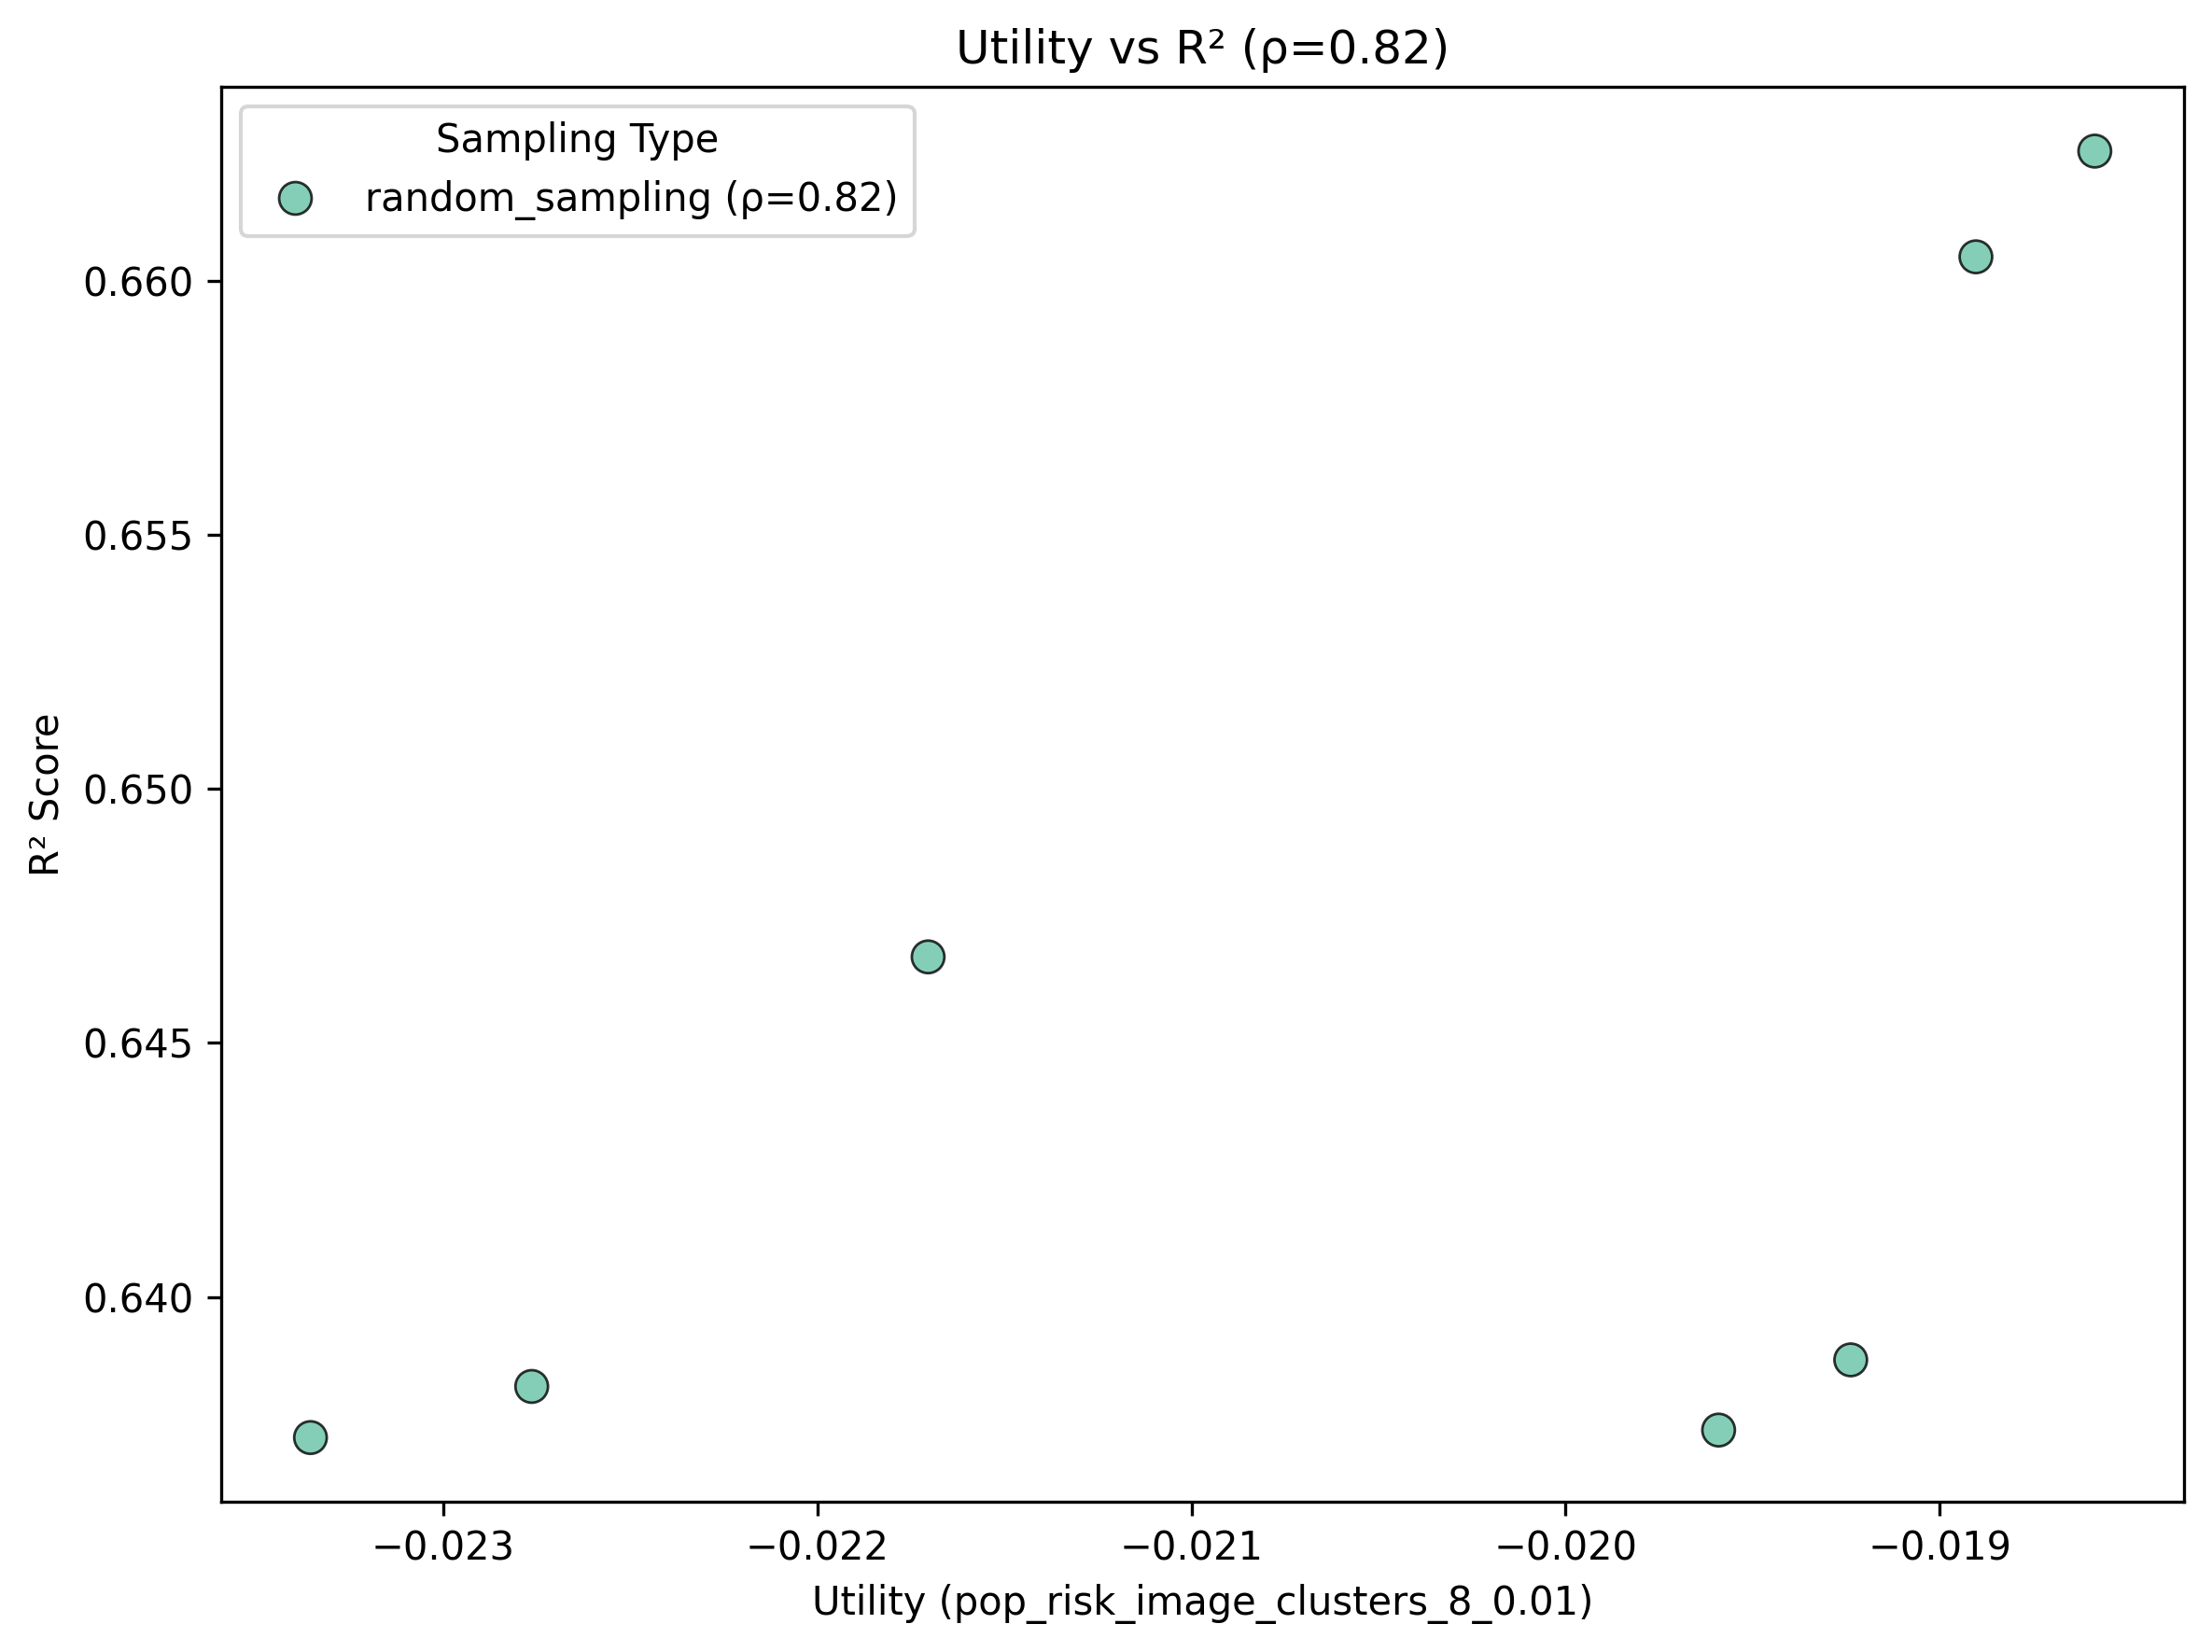 Utility vs R² (ρ=0.82)
Sampling Type
random_sampling (ρ=0.82)
R² Score
0.660
0.655
0.650
0.645
0.640
−0.023
−0.022
−0.021
−0.020
−0.019
Utility (pop_risk_image_clusters_8_0.01)